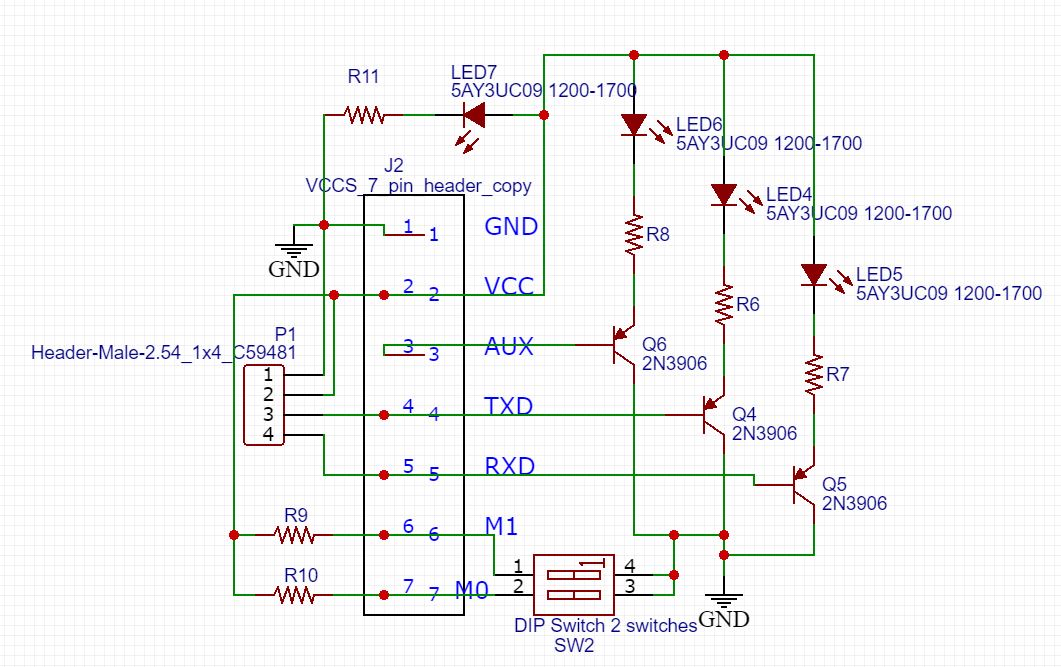 R11
LED7
5AY3UC09 1200-1700
LED6
5AY3UC09 1200-1700
J2
VCCS_7_pin_header_copy
LED4
5AY3UC09 1200-1700
1 1 GND
GND
R8
LED5
5AY3UC09 1200-1700
2 2 VCC
R6
P1
Header-Male-2.54_1x4_C59481
3 3 AUX
Q6
2N3906
1
2
3
4
R7
4 4 TXD
Q4
2N3906
5 5 RXD
Q5
2N3906
R9
6 6 M1
R10
7 7 M0
1 1 4
2 3
DIP Switch 2 switches
SW2
GND